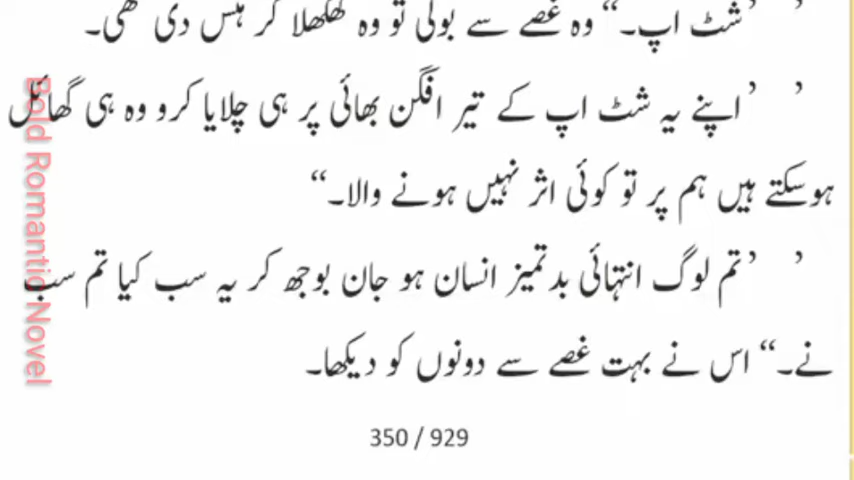 ’’شٹ اپ۔‘‘ وہ غصے سے بولی تو وہ کھلکھلا کر ہنس دی تھی۔
’’اپنے یہ شٹ اپ کے تیر افگن بھائی پر ہی چلایا کرو وہ ہی گھائل
ہوسکتے ہیں ہم پر تو کوئی اثر نہیں ہونے والا۔‘‘
’’تم لوگ انتہائی بدتمیز انسان ہو جان بوجھ کر یہ سب کیا تم سب
نے۔‘‘ اس نے بہت غصے سے دونوں کو دیکھا۔
350 / 929
Bold Romantic Novel